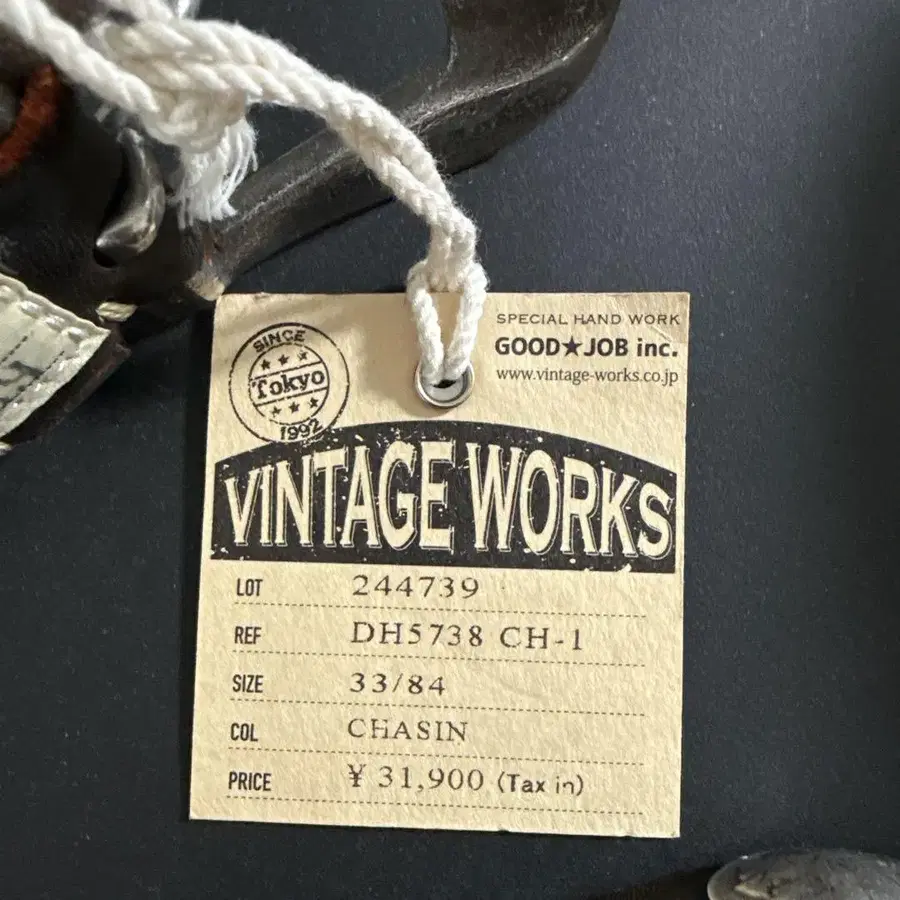 SINCE
Tokyo
1992
SPECIAL HAND WORK
GOOD★JOB inc.
www.vintage-works.co.jp
VINTAGE WORKS
LOT 244739
REF DH5738 CH-1
SIZE 33/84
COL CHASIN
PRICE ¥ 31,900 (Tax in)